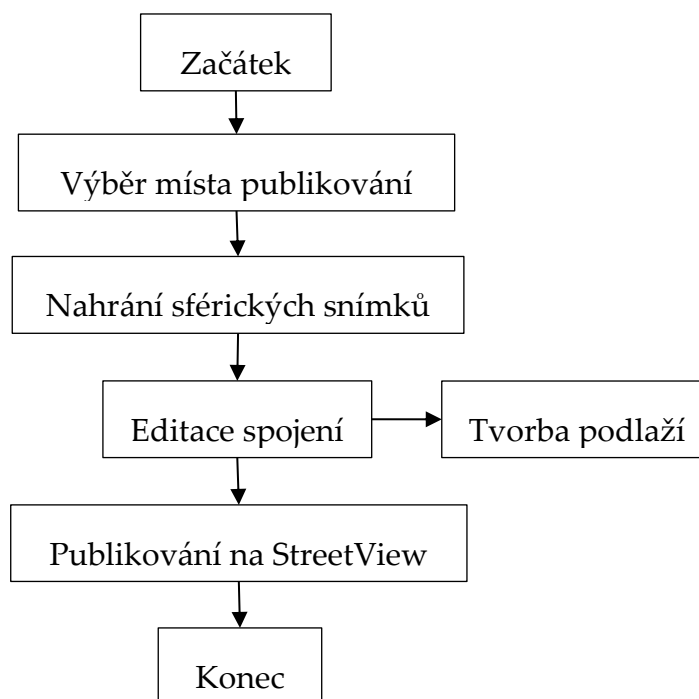 Začátek
Výběr místa publikování
Nahrání sférických snímků
Editace spojení
Tvorba podlaží
Publikování na StreetView
Konec